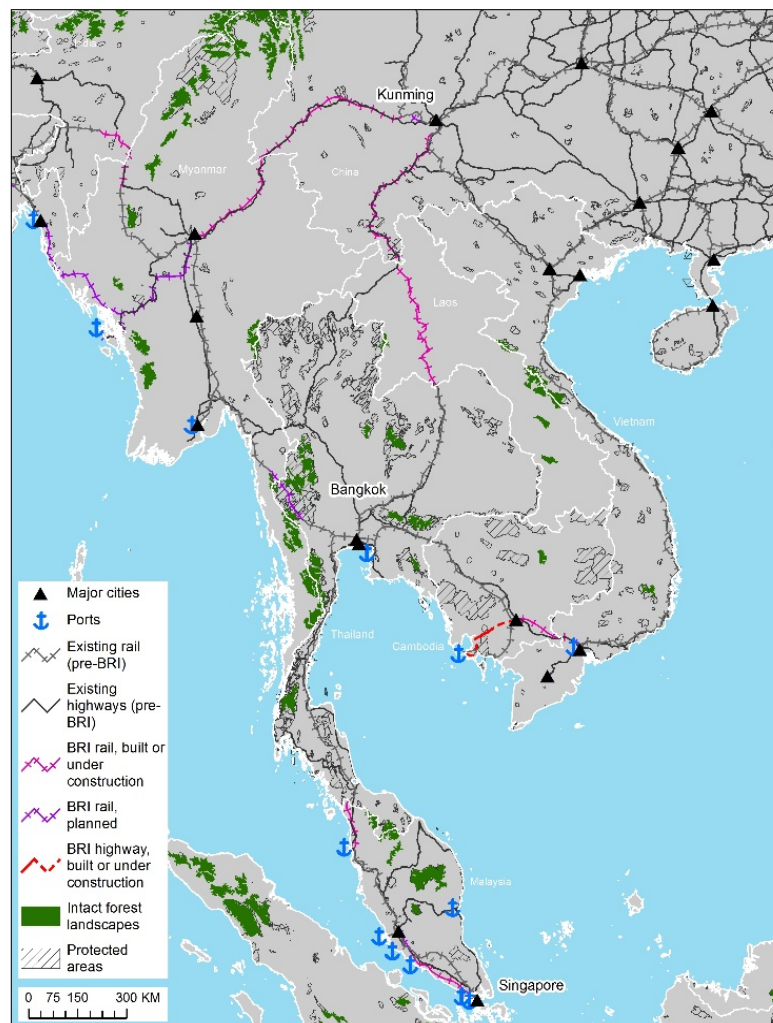 India
Kunming
Myanmar
China
Laos
Vietnam
Bangkok
Thailand
Cambodia
Malaysia
Singapore
Major cities
Ports
Existing rail
(pre-BRI)
Existing
highways (pre-
BRI)
BRI rail, built or
under
construction
BRI rail,
planned
BRI highway,
built or under
construction
Intact forest
landscapes
Protected
areas
0 75 150 300 KM